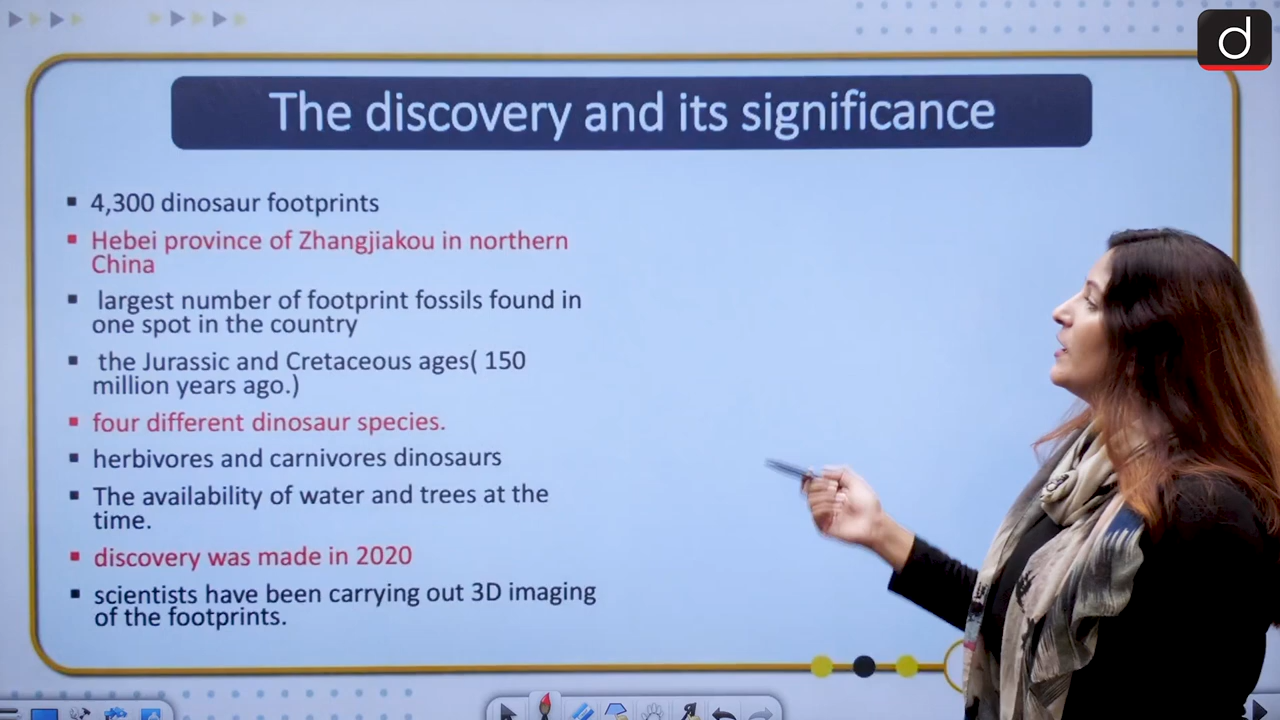 d
The discovery and its significance
4,300 dinosaur footprints
Hebei province of Zhangjiakou in northern
China
largest number of footprint fossils found in
one spot in the country
the Jurassic and Cretaceous ages( 150
million years ago.)
four different dinosaur species.
herbivores and carnivores dinosaurs
The availability of water and trees at the
time.
discovery was made in 2020
scientists have been carrying out 3D imaging
of the footprints.